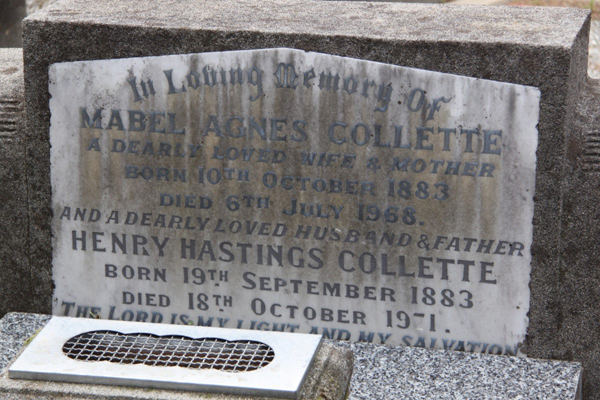 In Loving Memory Of
MABEL AGNES COLLETTE
A DEARLY LOVED WIFE & MOTHER
BORN 10TH OCTOBER 1883
DIED 6TH JULY 1968.
AND A DEARLY LOVED HUSBAND & FATHER
HENRY HASTINGS COLLETTE
BORN 19TH SEPTEMBER 1883
DIED 18TH OCTOBER 1971.
THE LORD IS MY LIGHT AND MY SALVATION